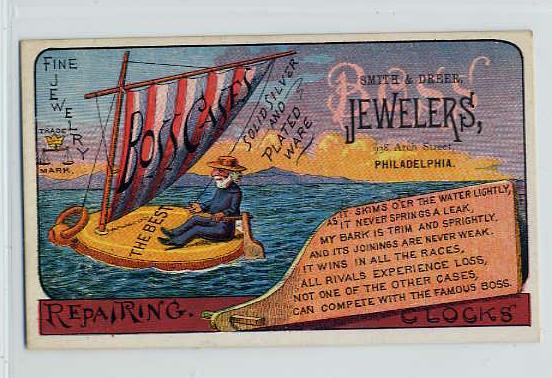 FINE
JEWELRY
TRADE
MARK.
BOSS CASES
SOLID SILVER
AND
PLATED
WARE
THE BEST
Boss
SMITH & DREER,
JEWELERS,
Arch Street,
PHILADELPHIA.
AS IT SKIMS O'ER THE WATER LIGHTLY,
IT NEVER SPRINGS A LEAK,
MY BARK IS TRIM AND SPRIGHTLY,
AND ITS JOININGS ARE NEVER WEAK.
IT WINS IN ALL THE RACES,
ALL RIVALS EXPERIENCE LOSS,
NOT ONE OF THE OTHER CASES,
CAN COMPETE WITH THE FAMOUS BOSS.
REPAIRING.
CLOCKS